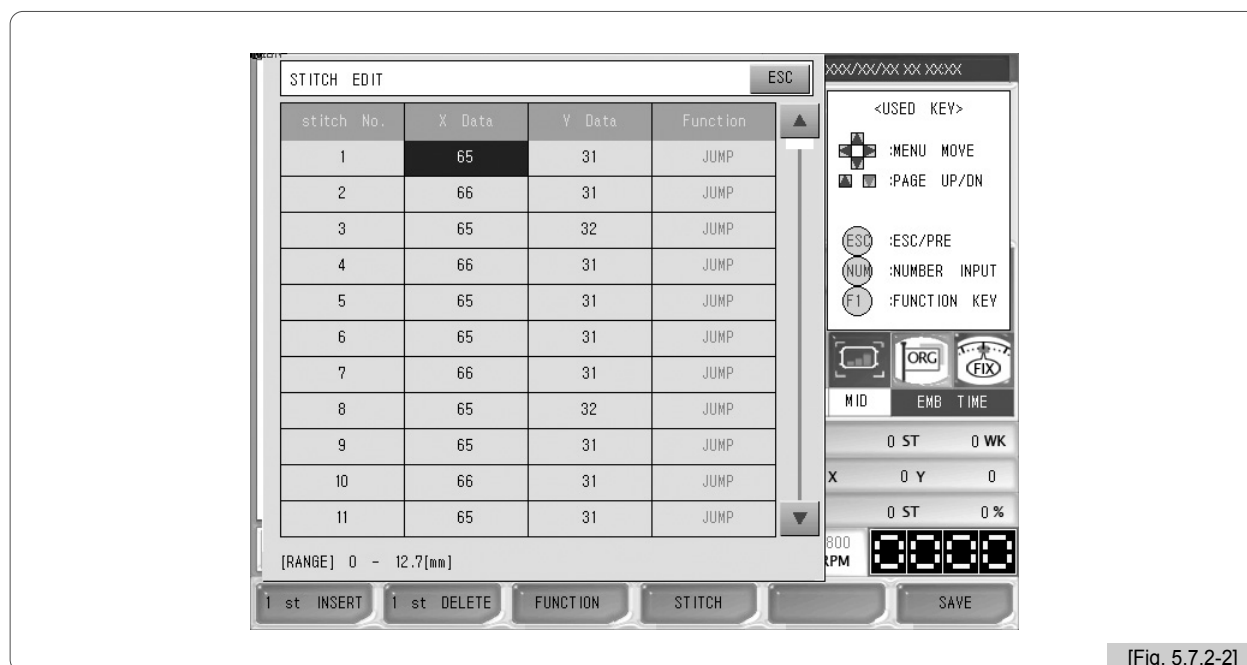 STITCH EDIT ESC
stitch No. X Data Y Data Function
1 65 31 JUMP
2 66 31 JUMP
3 65 32 JUMP
4 66 31 JUMP
5 65 31 JUMP
6 65 31 JUMP
7 66 31 JUMP
8 65 32 JUMP
9 65 31 JUMP
10 66 31 JUMP
11 65 31 JUMP
[RANGE] 0 - 12.7[mm]
XXX/XX/XX XX XX:XX
<USED KEY>
:MENU MOVE
:PAGE UP/DN
ESC :ESC/PRE
NUM :NUMBER INPUT
F1 :FUNCTION KEY
ORG FIX
MID EMB TIME
0 ST 0 WK
X 0 Y 0
0 ST 0 %
800
RPM 0000
1 st INSERT 1 st DELETE FUNCTION STITCH SAVE
[Fig. 5.7.2-2]